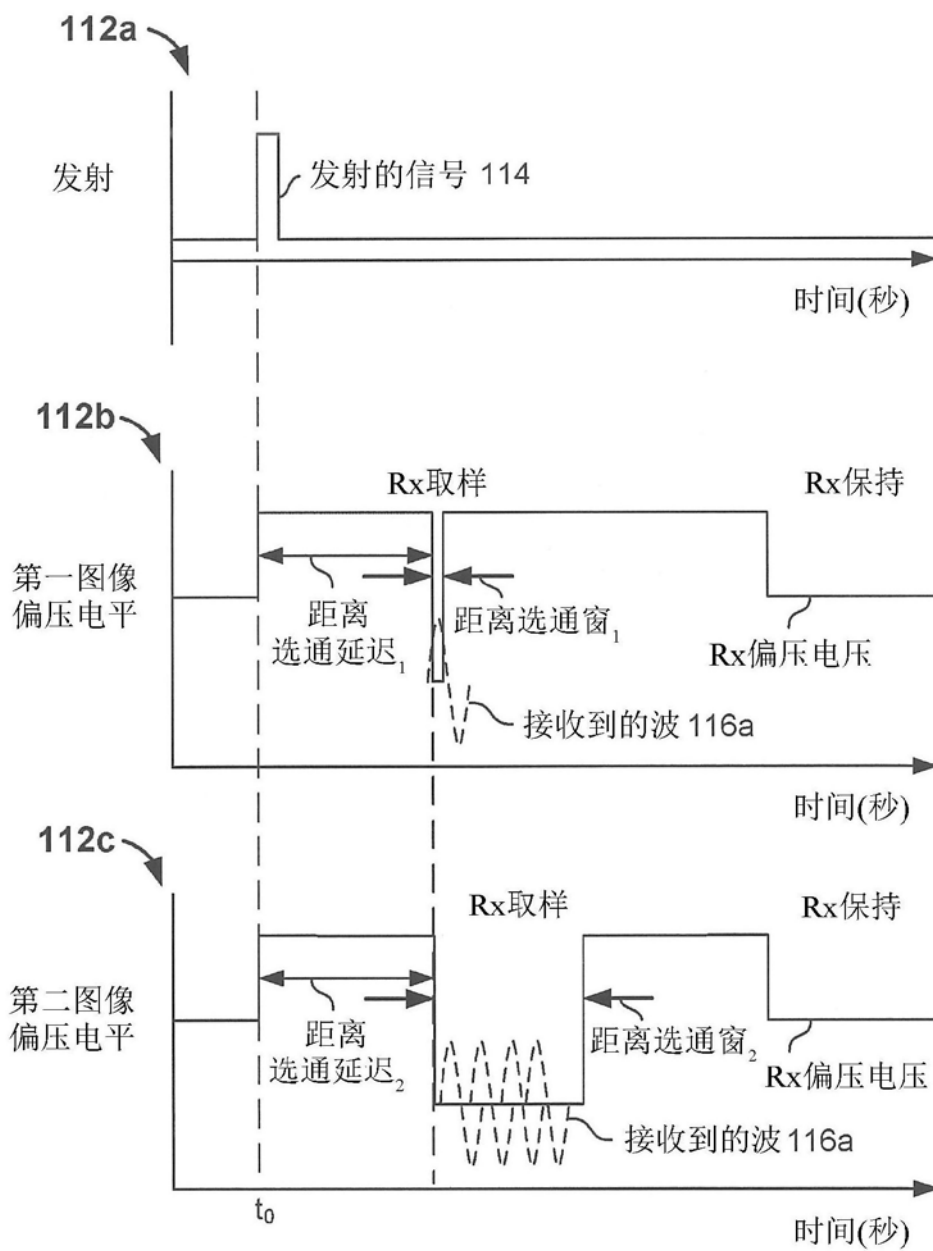 112a
发射
发射的信号 114
时间(秒)
112b
Rx取样
Rx保持
第一图像
偏压电平
距离
选通延迟₁
距离选通窗₁
Rx偏压电压
接收到的波 116a
时间(秒)
112c
Rx取样
Rx保持
第二图像
偏压电平
距离
选通延迟₂
距离选通窗₂
Rx偏压电压
接收到的波 116a
t₀
时间(秒)